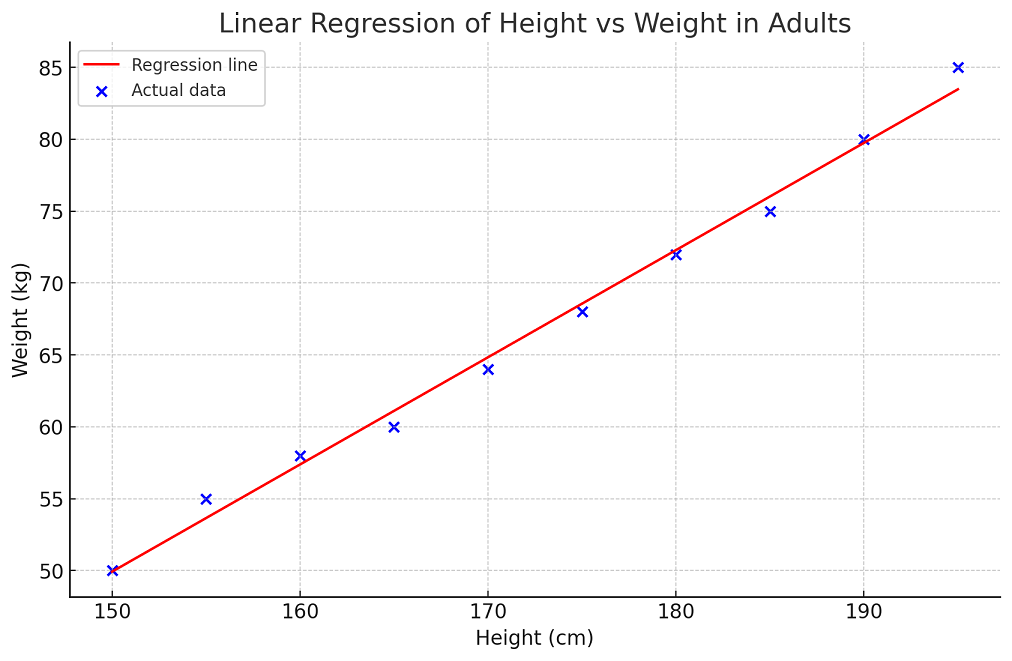 Linear Regression of Height vs Weight in Adults
Regression line
Actual data
85
80
75
70
65
60
55
50
Weight (kg)
150 160 170 180 190
Height (cm)